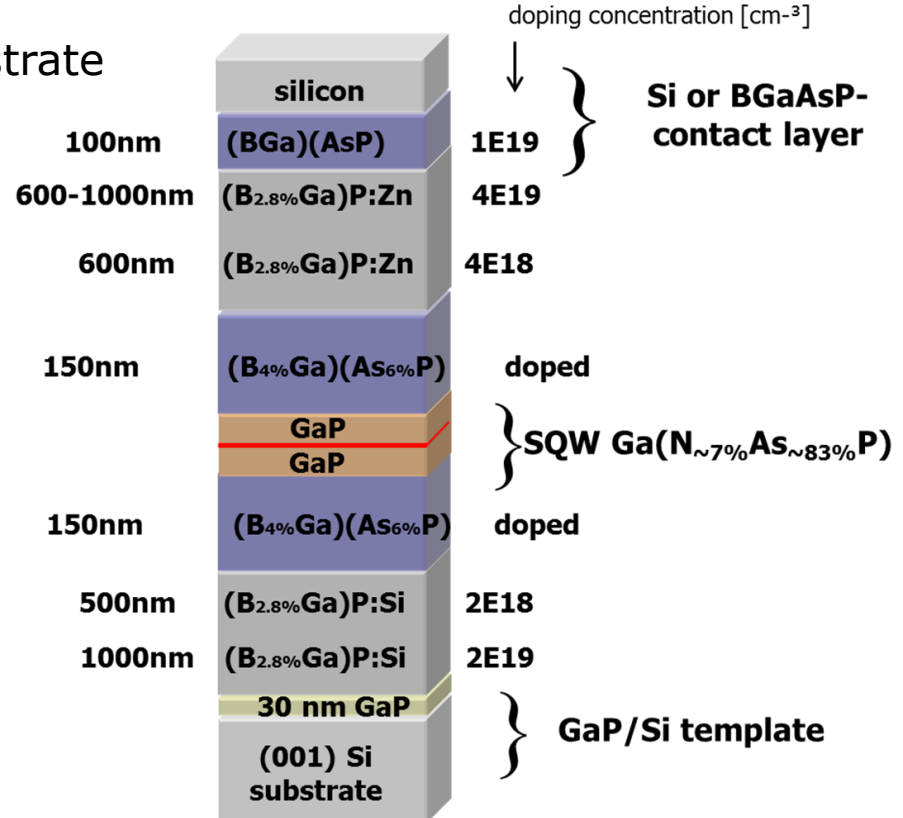 doping concentration [cm-³]
strate
silicon
Si or BGaAsP-
contact layer
100nm (BGa)(AsP) 1E19
600-1000nm (B2.8%Ga)P:Zn 4E19
600nm (B2.8%Ga)P:Zn 4E18
150nm (B4%Ga)(As6%P) doped
GaP
SQW Ga(N~7%As~83%P)
GaP
150nm (B4%Ga)(As6%P) doped
500nm (B2.8%Ga)P:Si 2E18
1000nm (B2.8%Ga)P:Si 2E19
30 nm GaP
GaP/Si template
(001) Si
substrate